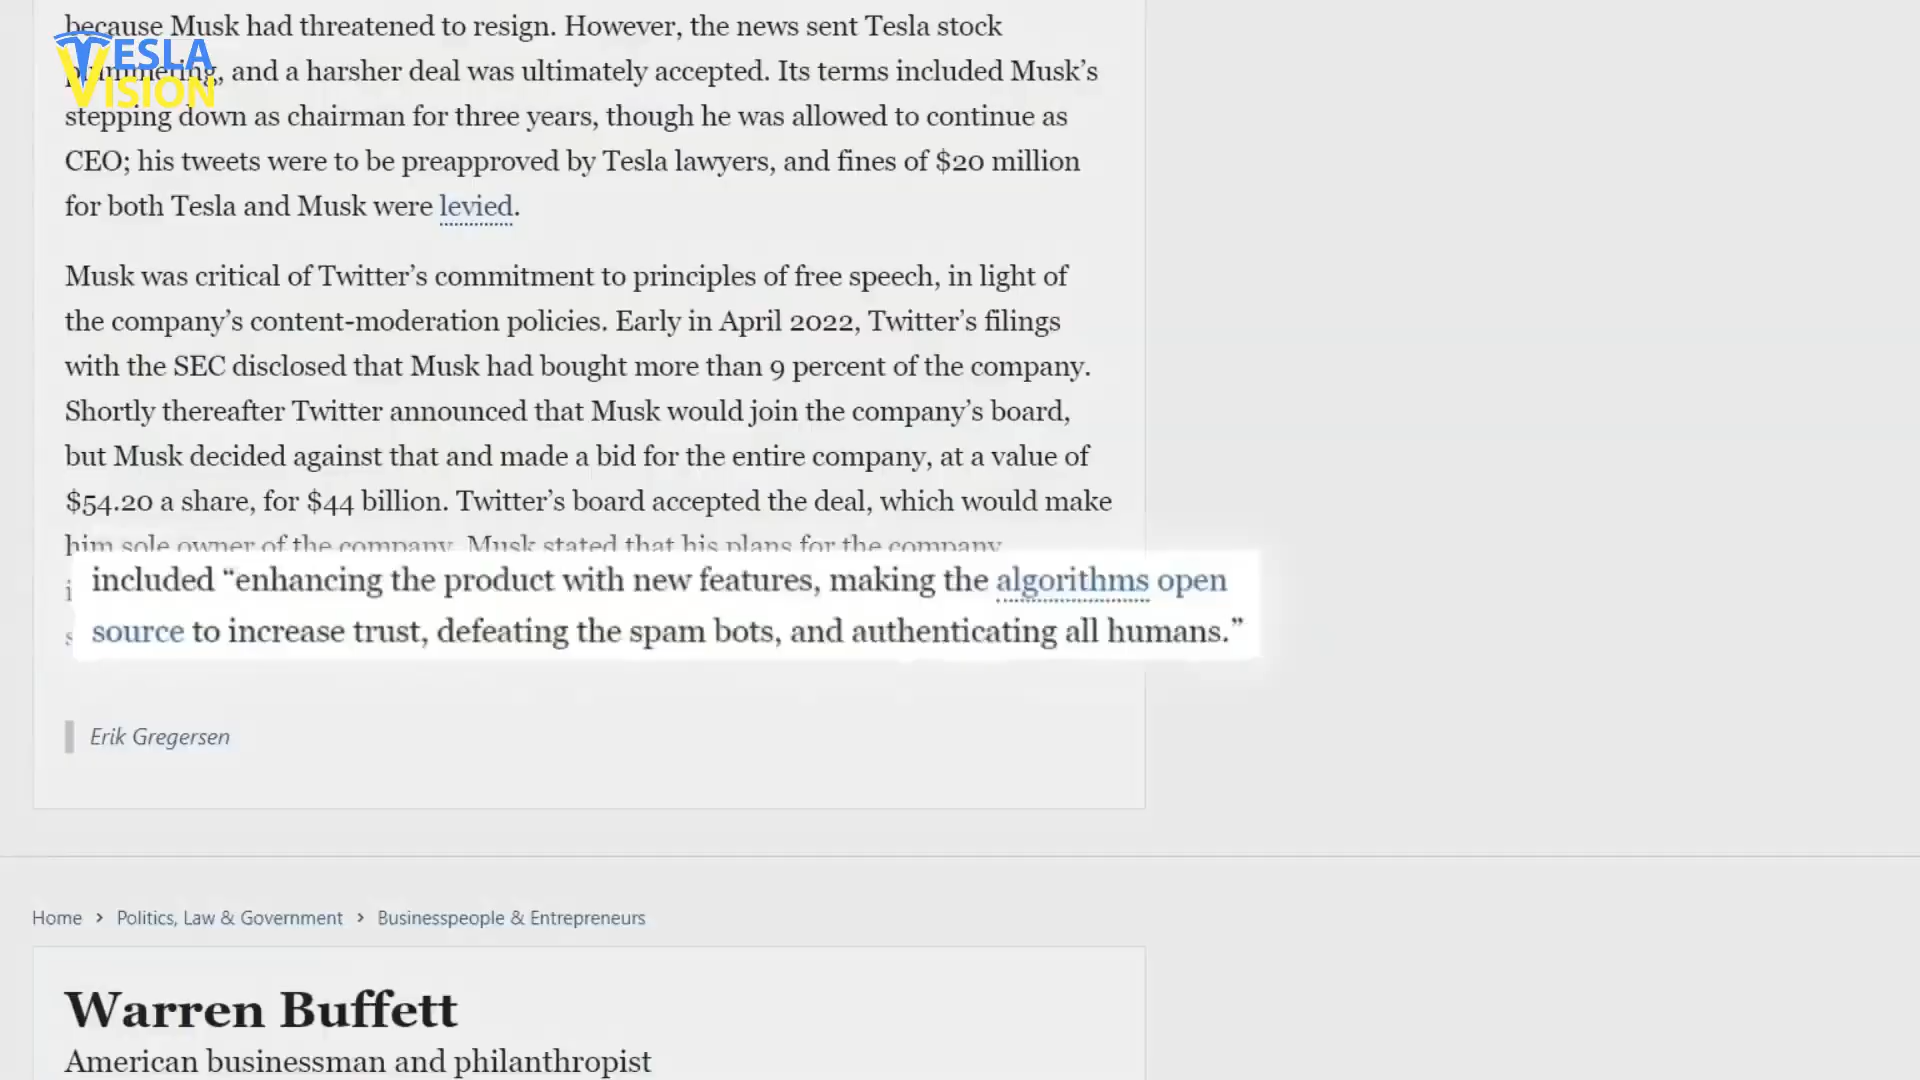 because Musk had threatened to resign. However, the news sent Tesla stock
TESLA
VISION
plummeting, and a harsher deal was ultimately accepted. Its terms included Musk’s
stepping down as chairman for three years, though he was allowed to continue as
CEO; his tweets were to be preapproved by Tesla lawyers, and fines of $20 million
for both Tesla and Musk were levied.
Musk was critical of Twitter’s commitment to principles of free speech, in light of
the company’s content-moderation policies. Early in April 2022, Twitter’s filings
with the SEC disclosed that Musk had bought more than 9 percent of the company.
Shortly thereafter Twitter announced that Musk would join the company’s board,
but Musk decided against that and made a bid for the entire company, at a value of
$54.20 a share, for $44 billion. Twitter’s board accepted the deal, which would make
him sole owner of the company. Musk stated that his plans for the company
included “enhancing the product with new features, making the algorithms open
source to increase trust, defeating the spam bots, and authenticating all humans.”
Erik Gregersen
Home > Politics, Law & Government > Businesspeople & Entrepreneurs
Warren Buffett
American businessman and philanthropist